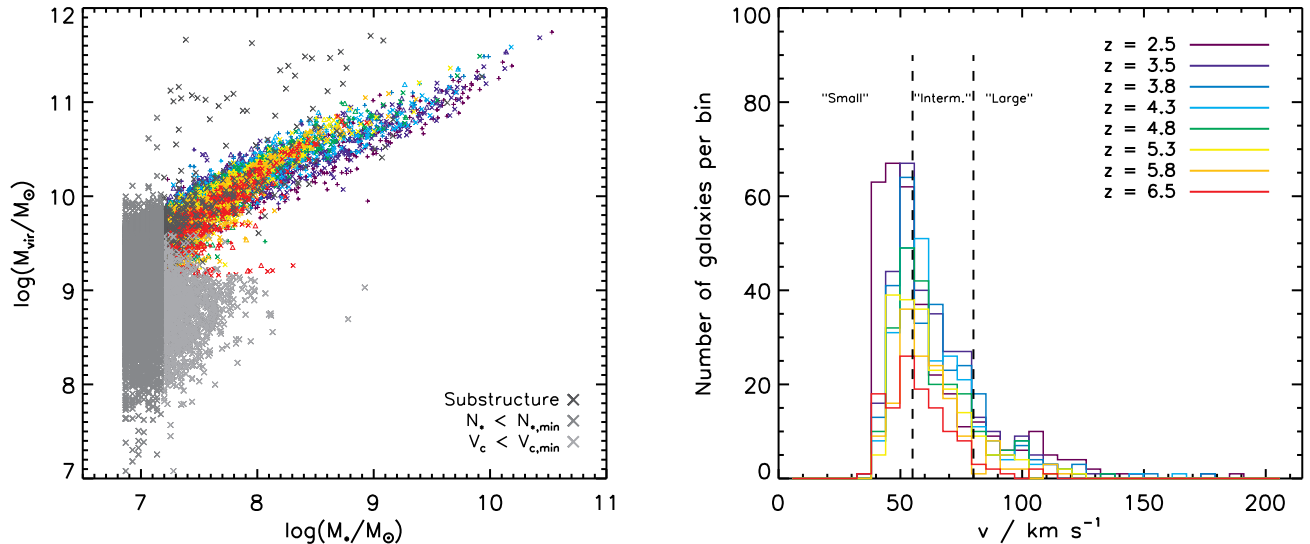 12
11
10
9
8
7
log(M_vir/M_⊙)
7
8
9
10
11
log(M_*/M_⊙)
Substructure ×
N_* < N_*,min ×
V_c < V_c,min ×
100
80
60
40
20
0
Number of galaxies per bin
"Small"
"Interm."
"Large"
z = 2.5
z = 3.5
z = 3.8
z = 4.3
z = 4.8
z = 5.3
z = 5.8
z = 6.5
0
50
100
150
200
v / km s⁻¹